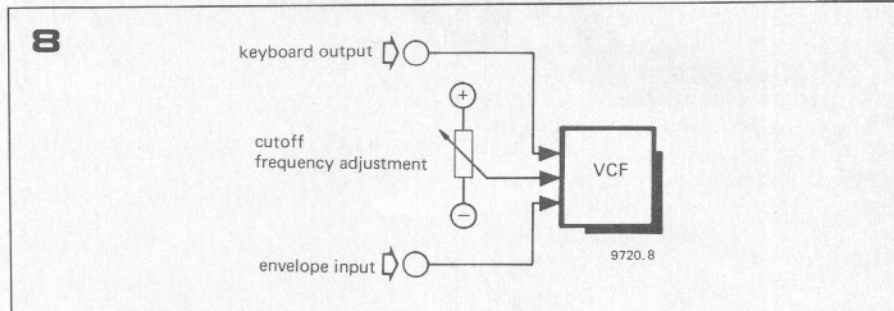 8
keyboard output
+
cutoff
frequency adjustment
VCF
−
9720.8
envelope input